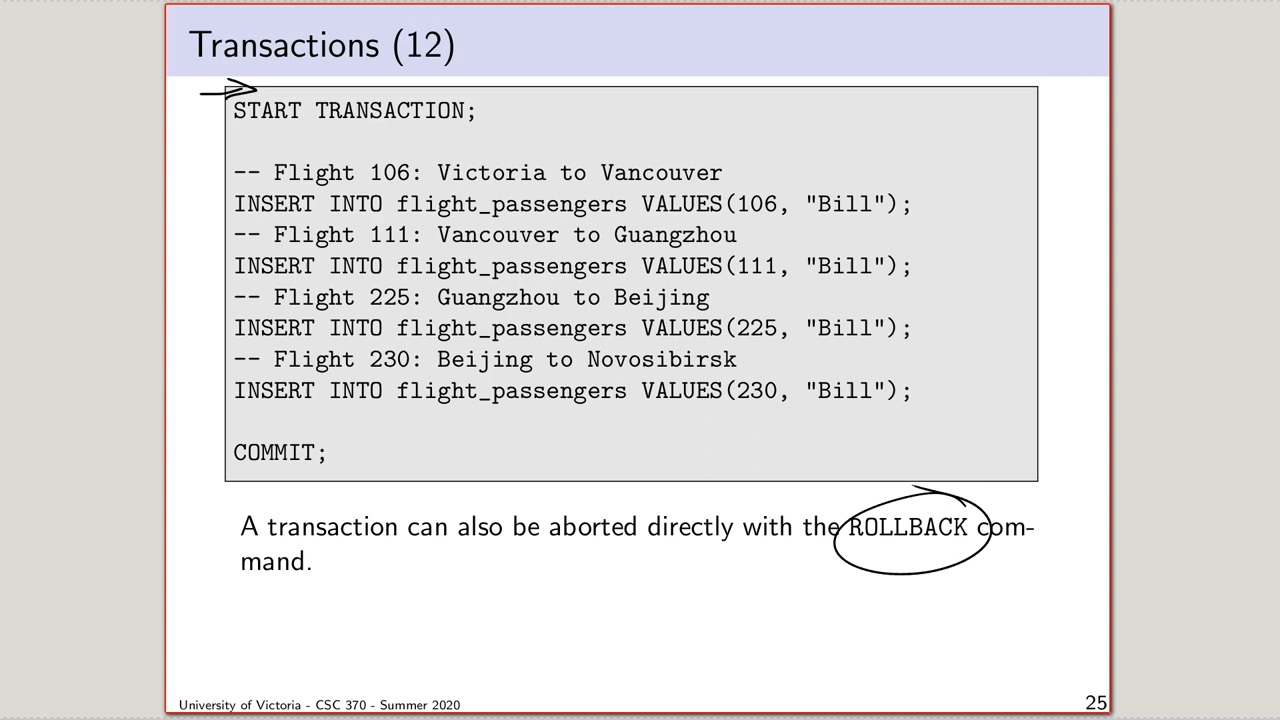 Transactions (12)
START TRANSACTION;
-- Flight 106: Victoria to Vancouver
INSERT INTO flight_passengers VALUES(106, "Bill");
-- Flight 111: Vancouver to Guangzhou
INSERT INTO flight_passengers VALUES(111, "Bill");
-- Flight 225: Guangzhou to Beijing
INSERT INTO flight_passengers VALUES(225, "Bill");
-- Flight 230: Beijing to Novosibirsk
INSERT INTO flight_passengers VALUES(230, "Bill");
COMMIT;
A transaction can also be aborted directly with the ROLLBACK com-
mand.
University of Victoria - CSC 370 - Summer 2020
25